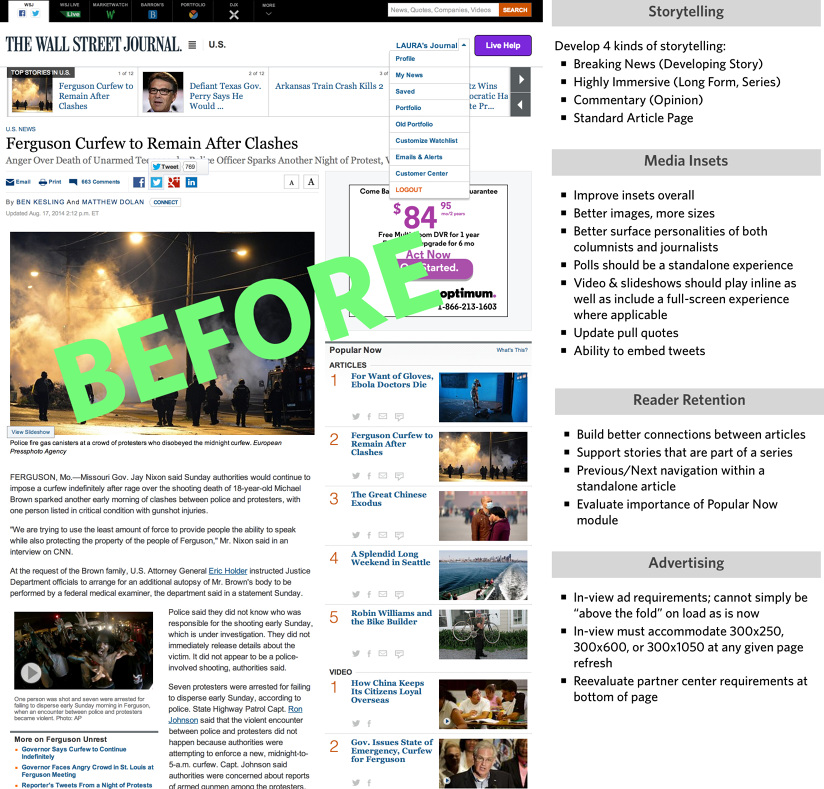 WSJ
WSJ LIVE
MARKETWATCH
BARRON'S
PORTFOLIO
DJX
MORE
Live
W
B
X
News, Quotes, Companies, Videos
SEARCH
THE WALL STREET JOURNAL.
U.S.
LAURA's Journal
Live Help
Profile
My News
Saved
Portfolio
Old Portfolio
Customize Watchlist
Emails & Alerts
Customer Center
LOGOUT
TOP STORIES IN U.S.
1 of 12
Ferguson Curfew to
Remain After
Clashes
2 of 12
Defiant Texas Gov.
Perry Says He
Would ...
3 of
Arkansas Train Crash Kills 2
tz Wins
ocratic Ha
te Pr...
U.S. NEWS
Ferguson Curfew to Remain After Clashes
Anger Over Death of Unarmed Police Officer Sparks Another Night of Protest,
Tweet
769
Email
Print
663 Comments
A
A
By BEN KESLING And MATTHEW DOLAN
CONNECT
Updated Aug. 17, 2014 2:12 p.m. ET
BEFORE
View Slideshow
Police fire gas canisters at a crowd of protesters who disobeyed the midnight curfew. European
Pressphoto Agency
FERGUSON, Mo.—Missouri Gov. Jay Nixon said Sunday authorities would continue to
impose a curfew indefinitely after rage over the shooting death of 18-year-old Michael
Brown sparked another early morning of clashes between police and protesters, with
one person listed in critical condition with gunshot injuries.
"We are trying to use the least amount of force to provide people the ability to speak
while also protecting the property of the people of Ferguson," Mr. Nixon said in an
interview on CNN.
At the request of the Brown family, U.S. Attorney General Eric Holder instructed Justice
Department officials to arrange for an additional autopsy of Mr. Brown's body to be
performed by a federal medical examiner, the department said in a statement Sunday.
One person was shot and seven were arrested for
failing to disperse early Sunday morning in Ferguson,
when an encounter between police and protesters
became violent. Photo: AP
More on Ferguson Unrest
Governor Says Curfew to Continue
Indefinitely
Governor Faces Angry Crowd in St. Louis at
Ferguson Meeting
Reporter's Tweets From a Night of Protests
Police said they did not know who was
responsible for the shooting early Sunday,
which is under investigation. They did not
immediately release details about the
victim. It did not appear to be a police-
involved shooting, authorities said.
Seven protesters were arrested for failing
to disperse early Sunday, according to
police. State Highway Patrol Capt. Ron
Johnson said that the violent encounter
between police and protesters did not
happen because authorities were
attempting to enforce a new, midnight-to-
5-a.m. curfew. Capt. Johnson said
authorities were concerned about reports
of armed gunmen among the protesters.
Come Ba
uarantee
$84.95
mo/2 years
Free Mul room DVR for 1 year
pgrade for 6 mo
Act Now
Started.
optimum.
1-866-213-1603
Popular Now
What's This?
ARTICLES
1
For Want of Gloves,
Ebola Doctors Die
2
Ferguson Curfew to
Remain After
Clashes
3
The Great Chinese
Exodus
4
A Splendid Long
Weekend in Seattle
5
Robin Williams and
the Bike Builder
VIDEO
1
How China Keeps
Its Citizens Loyal
Overseas
2
Gov. Issues State of
Emergency, Curfew
for Ferguson
Storytelling
Develop 4 kinds of storytelling:
Breaking News (Developing Story)
Highly Immersive (Long Form, Series)
Commentary (Opinion)
Standard Article Page
Media Insets
Improve insets overall
Better images, more sizes
Better surface personalities of both
columnists and journalists
Polls should be a standalone experience
Video & slideshows should play inline as
well as include a full-screen experience
where applicable
Update pull quotes
Ability to embed tweets
Reader Retention
Build better connections between articles
Support stories that are part of a series
Previous/Next navigation within a
standalone article
Evaluate importance of Popular Now
module
Advertising
In-view ad requirements; cannot simply be
“above the fold” on load as is now
In-view must accommodate 300x250,
300x600, or 300x1050 at any given page
refresh
Reevaluate partner center requirements at
bottom of page